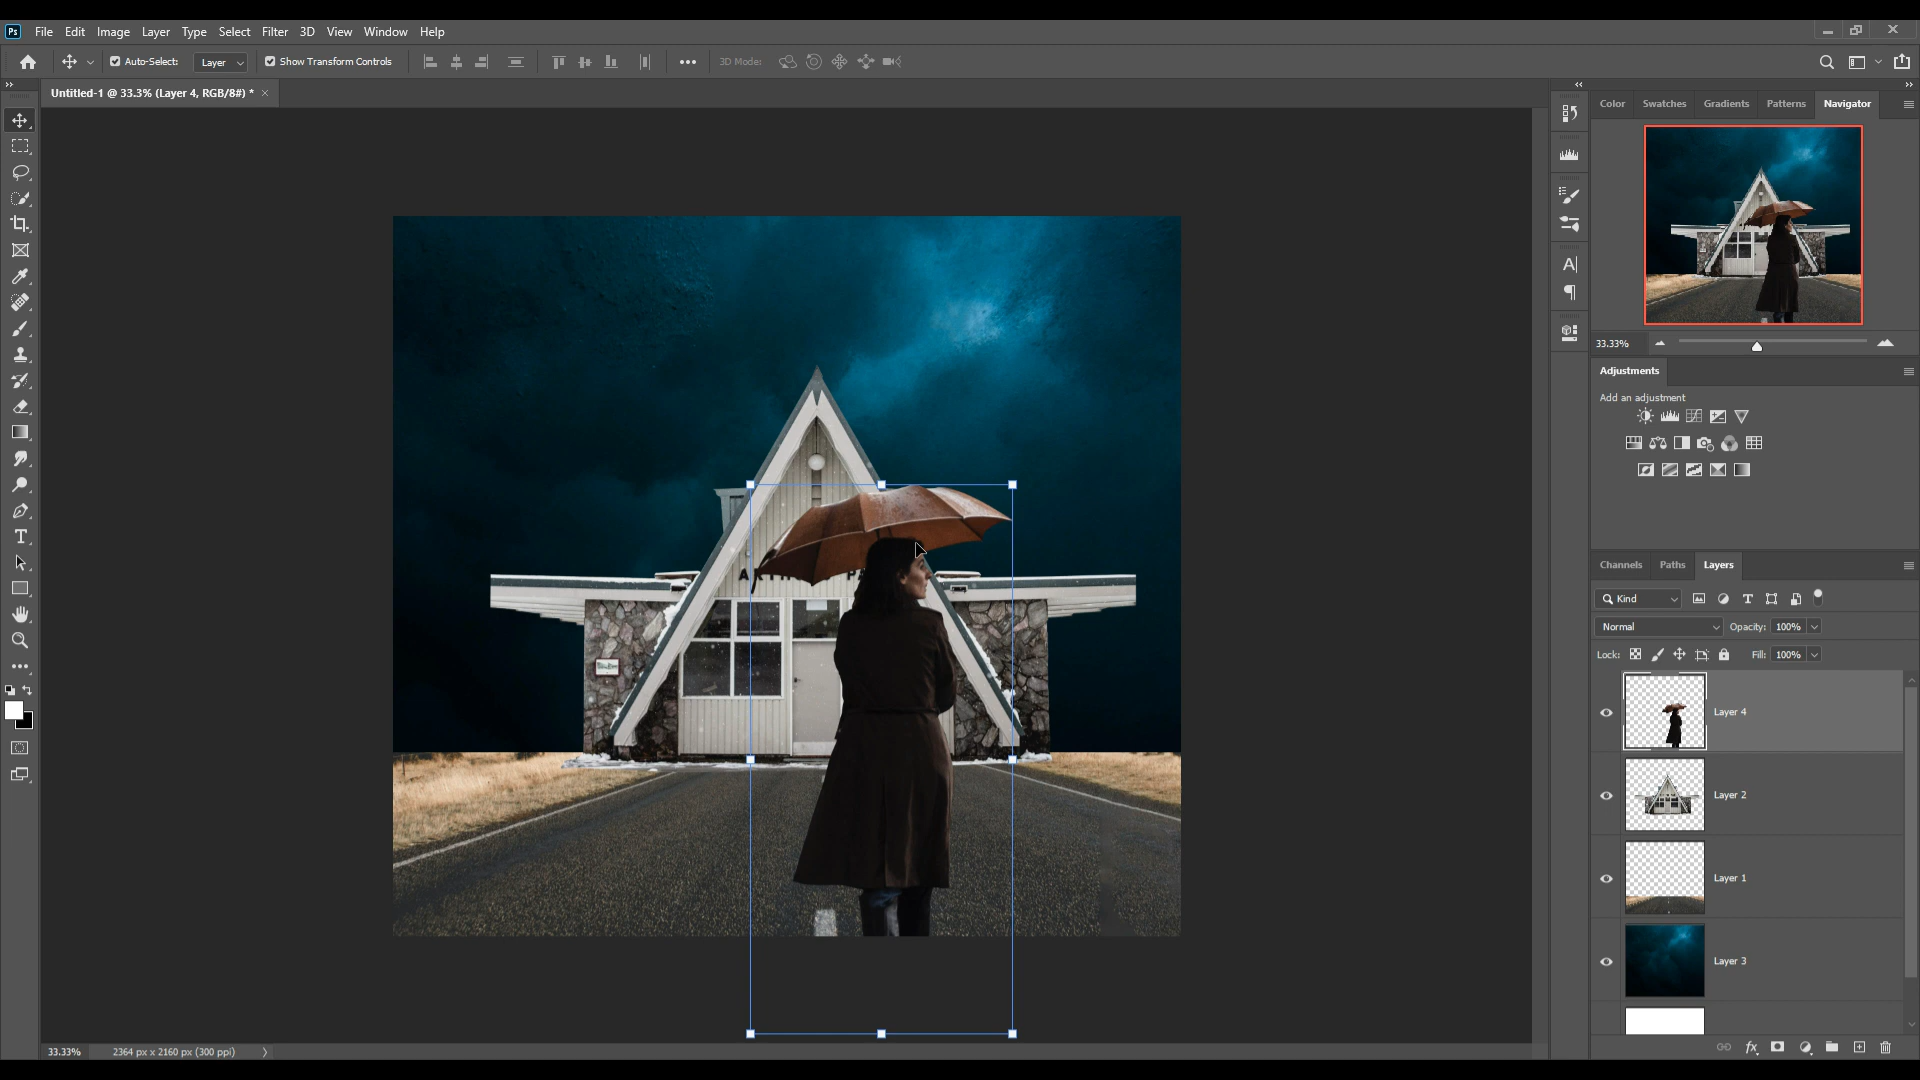 Ps File Edit Image Layer Type Select Filter 3D View Window Help
Auto-Select: Layer Show Transform Controls 3D Mode:
Untitled-1 @ 33.3% (Layer 4, RGB/8#) * ×
Color Swatches Gradients Patterns Navigator
33.33%
Adjustments
Add an adjustment
Channels Paths Layers
Kind
Normal Opacity: 100%
Lock: Fill: 100%
Layer 4
Layer 2
Layer 1
Layer 3
33.33% 2364 px x 2160 px (300 ppi)